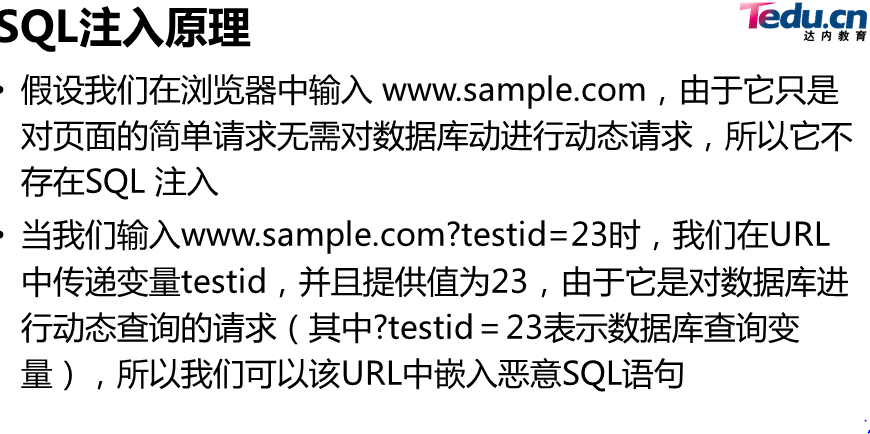 SQL注入原理
Tedu.cn
达内教育
• 假设我们在浏览器中输入 www.sample.com，由于它只是
对页面的简单请求无需对数据库动进行动态请求，所以它不
存在SQL 注入
• 当我们输入www.sample.com?testid=23时，我们在URL
中传递变量testid，并且提供值为23，由于它是对数据库进
行动态查询的请求（其中?testid＝23表示数据库查询变
量），所以我们可以该URL中嵌入恶意SQL语句